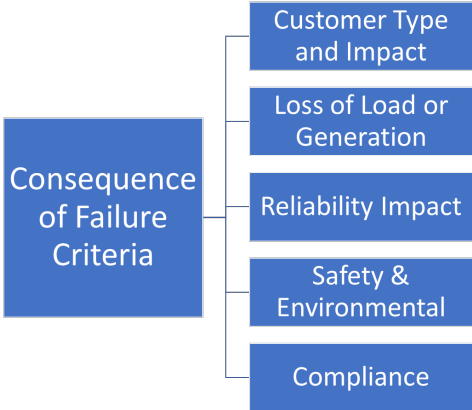 Consequence
of Failure
Criteria
Customer Type
and Impact
Loss of Load or
Generation
Reliability Impact
Safety &
Environmental
Compliance